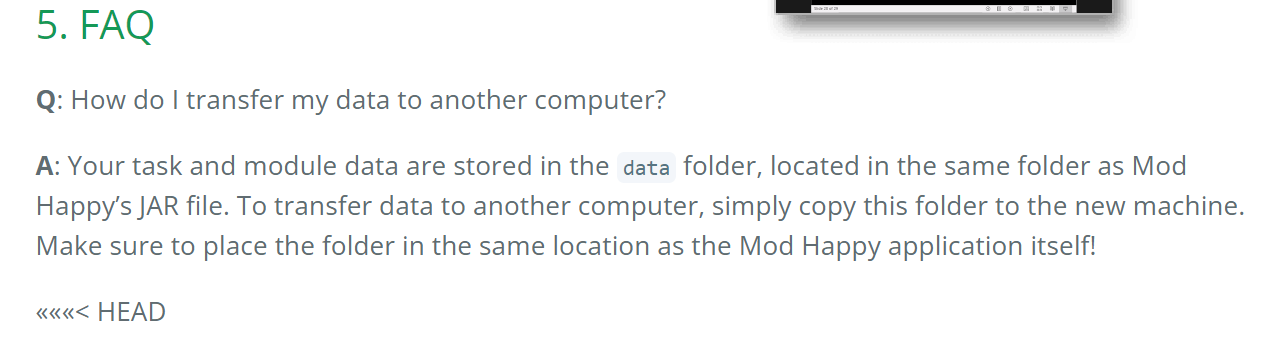 5. FAQ
Q: How do I transfer my data to another computer?
A: Your task and module data are stored in the data folder, located in the same folder as Mod
Happy’s JAR file. To transfer data to another computer, simply copy this folder to the new machine.
Make sure to place the folder in the same location as the Mod Happy application itself!
«««< HEAD